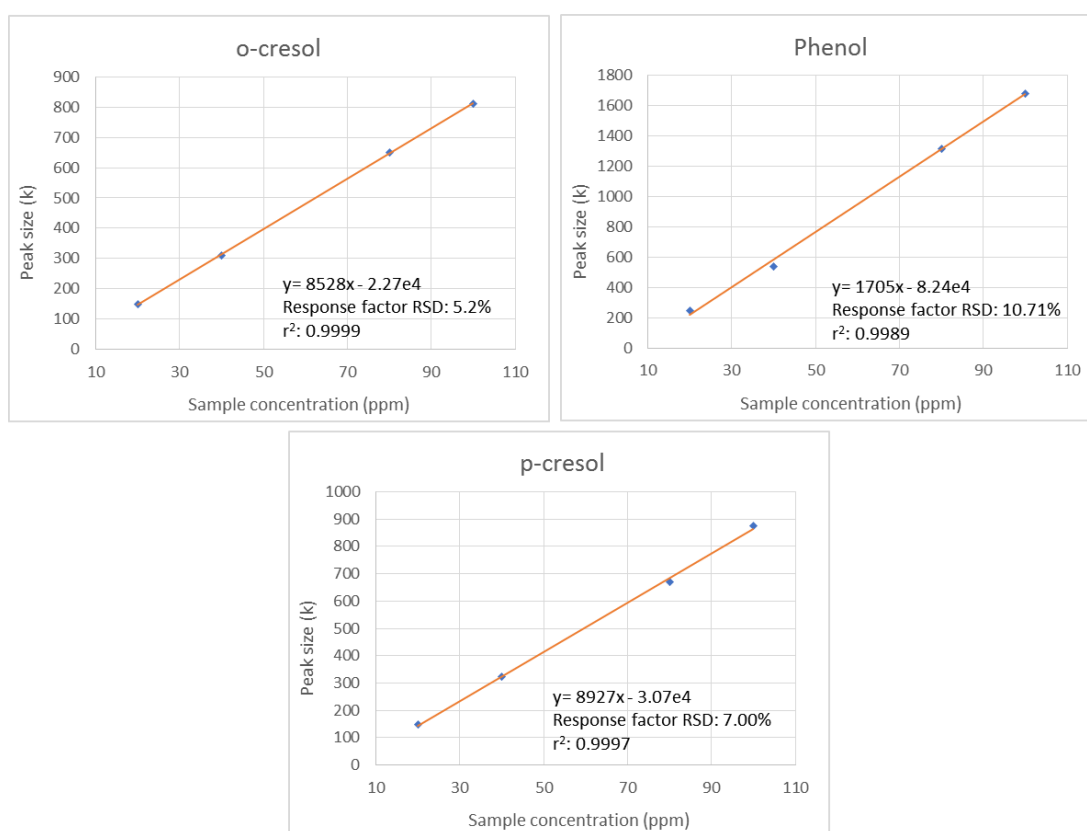 o-cresol
900
800
700
600
500
400
300
200
100
0
Peak size (k)
y= 8528x - 2.27e4
Response factor RSD: 5.2%
r²: 0.9999
10 30 50 70 90 110
Sample concentration (ppm)
Phenol
1800
1600
1400
1200
1000
800
600
400
200
0
Peak size (k)
y= 1705x - 8.24e4
Response factor RSD: 10.71%
r²: 0.9989
10 30 50 70 90 110
Sample concentration (ppm)
p-cresol
1000
900
800
700
600
500
400
300
200
100
0
Peak size (k)
y= 8927x - 3.07e4
Response factor RSD: 7.00%
r²: 0.9997
10 30 50 70 90 110
Sample concentration (ppm)